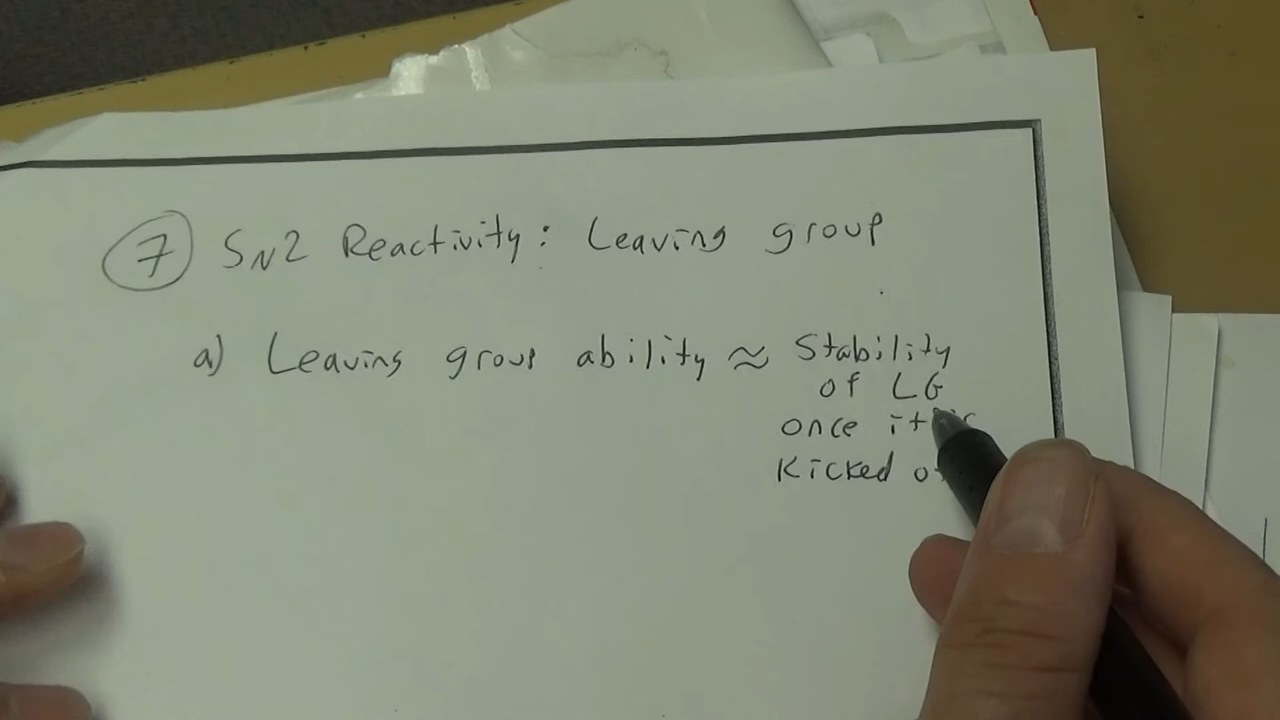 7 SN2 Reactivity: Leaving group
a) Leaving group ability ≈ Stability
of LG
once it
Kicked